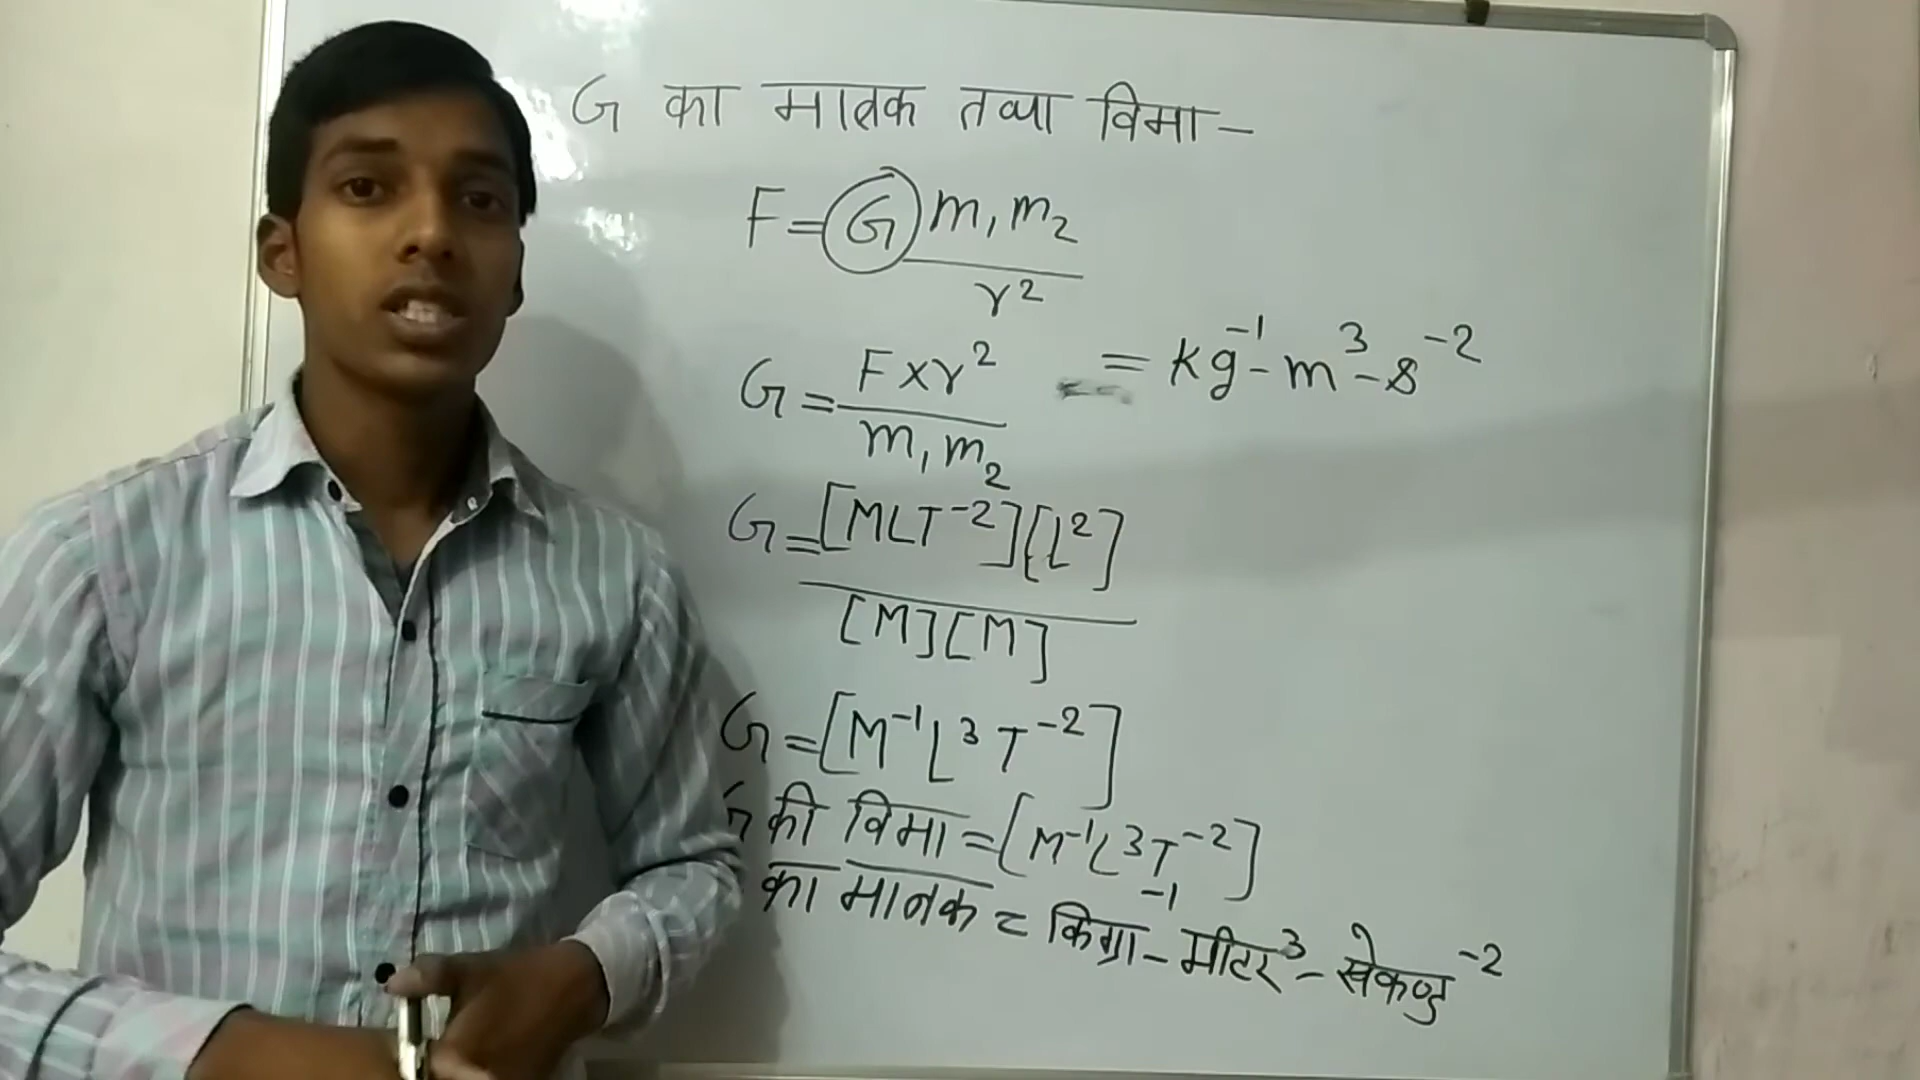 G का मात्रक तथा विमा-
F = G m₁m₂
r²
G = F×r² = kg⁻¹-m³-s⁻²
m₁m₂
G = [MLT⁻²][L²]
[M][M]
G = [M⁻¹L³T⁻²]
G की विमा = [M⁻¹L³T⁻²]
का मात्रक = किग्रा⁻¹-मीटर³-सेकण्ड⁻²